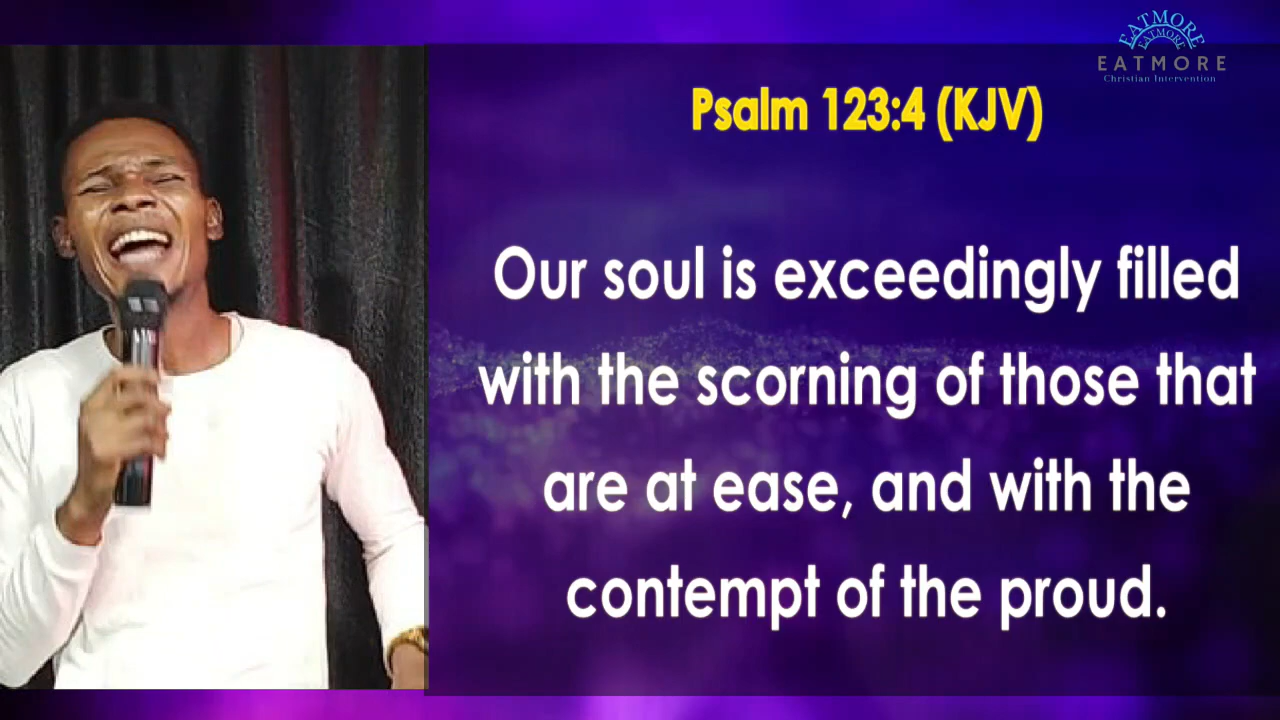 EATMORE
EATMORE
EATMORE
Christian Intervention
Psalm 123:4 (KJV)
Our soul is exceedingly filled
with the scorning of those that
are at ease, and with the
contempt of the proud.